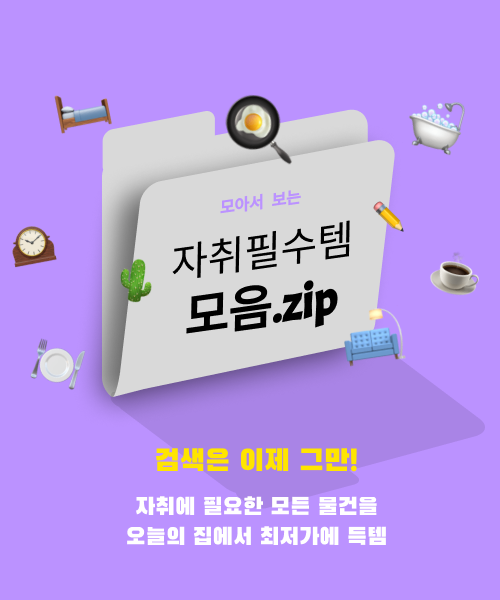 모아서 보는
자취필수템
모음.zip
검색은 이제 그만!
자취에 필요한 모든 물건을
오늘의 집에서 최저가에 득템